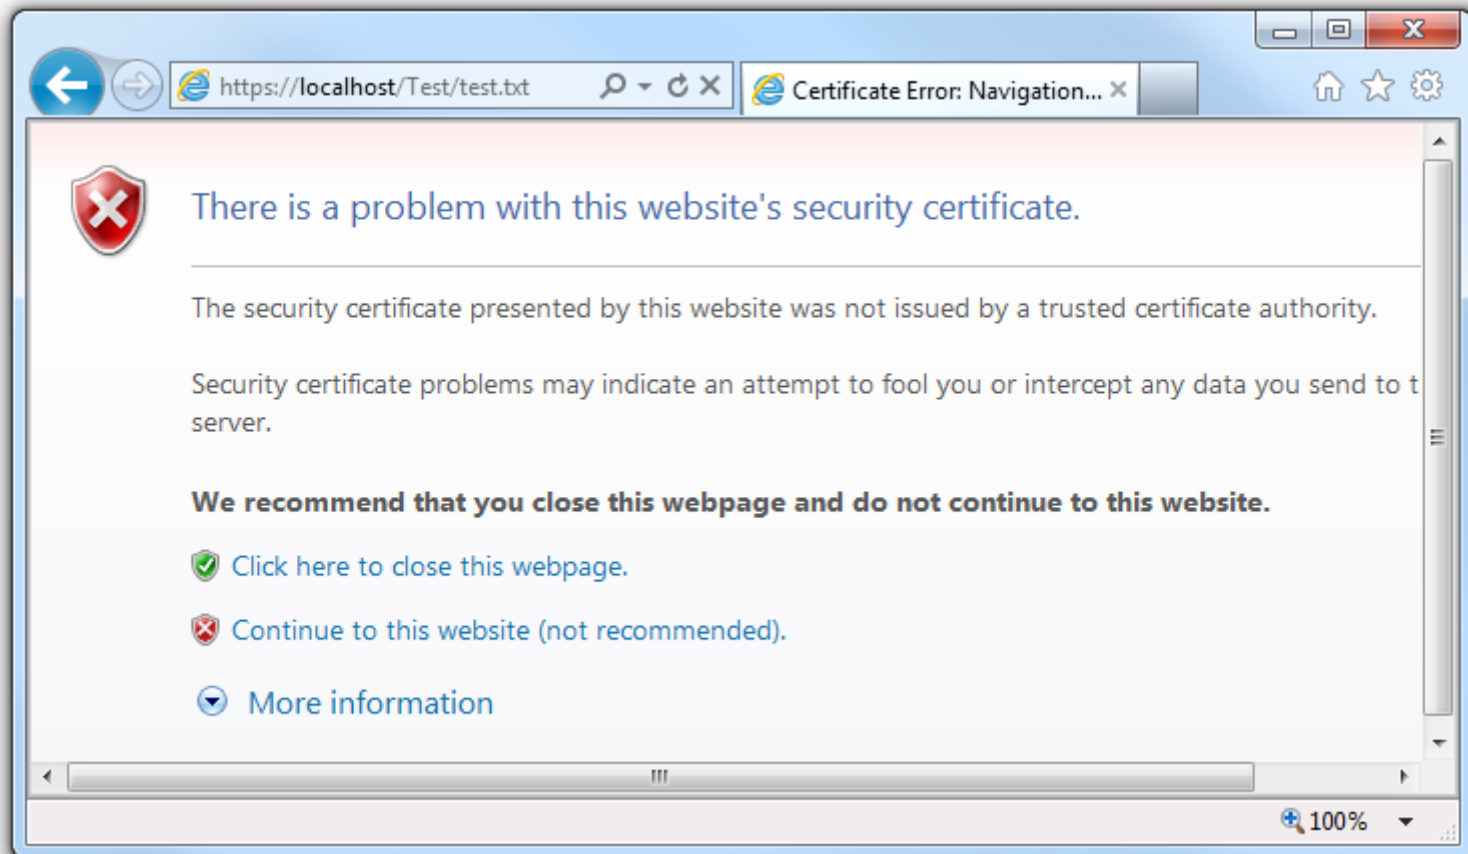 https://localhost/Test/test.txt
Certificate Error: Navigation...
There is a problem with this website's security certificate.
The security certificate presented by this website was not issued by a trusted certificate authority.
Security certificate problems may indicate an attempt to fool you or intercept any data you send to t
server.
We recommend that you close this webpage and do not continue to this website.
Click here to close this webpage.
Continue to this website (not recommended).
More information
100%